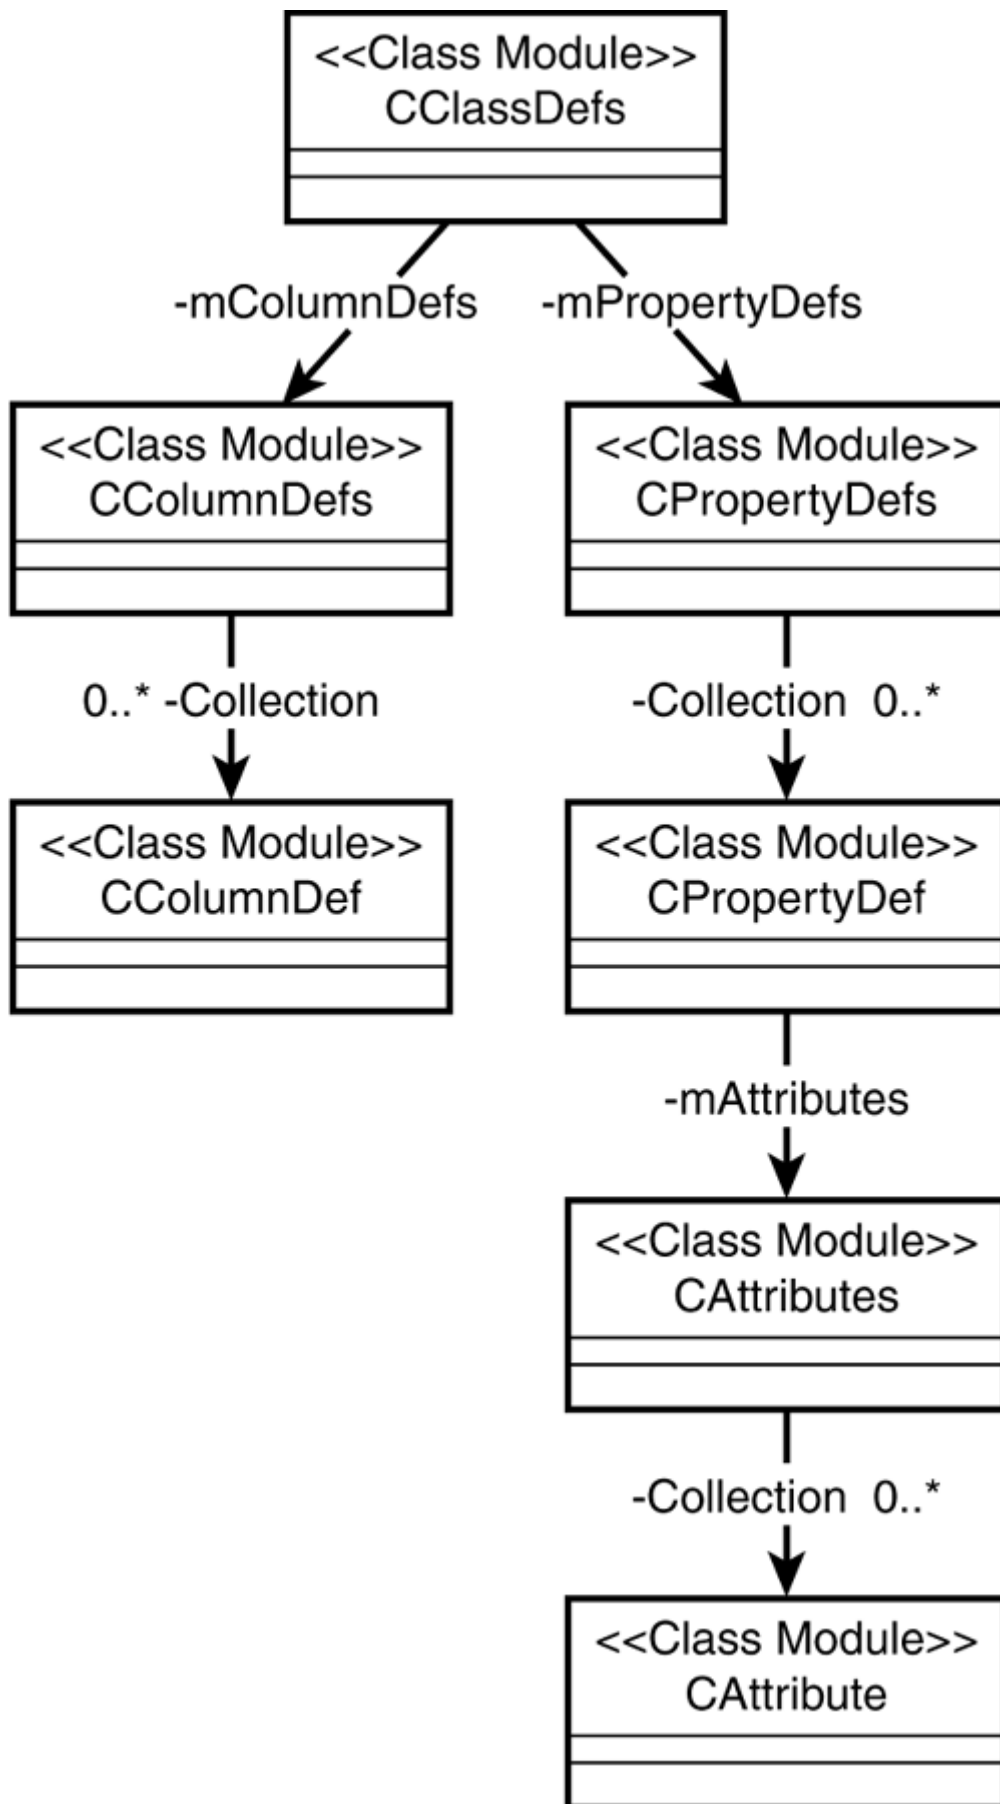 <<Class Module>>
CClassDefs
-mColumnDefs
-mPropertyDefs
<<Class Module>>
CColumnDefs
<<Class Module>>
CPropertyDefs
0..* -Collection
-Collection 0..*
<<Class Module>>
CColumnDef
<<Class Module>>
CPropertyDef
-mAttributes
<<Class Module>>
CAttributes
-Collection 0..*
<<Class Module>>
CAttribute